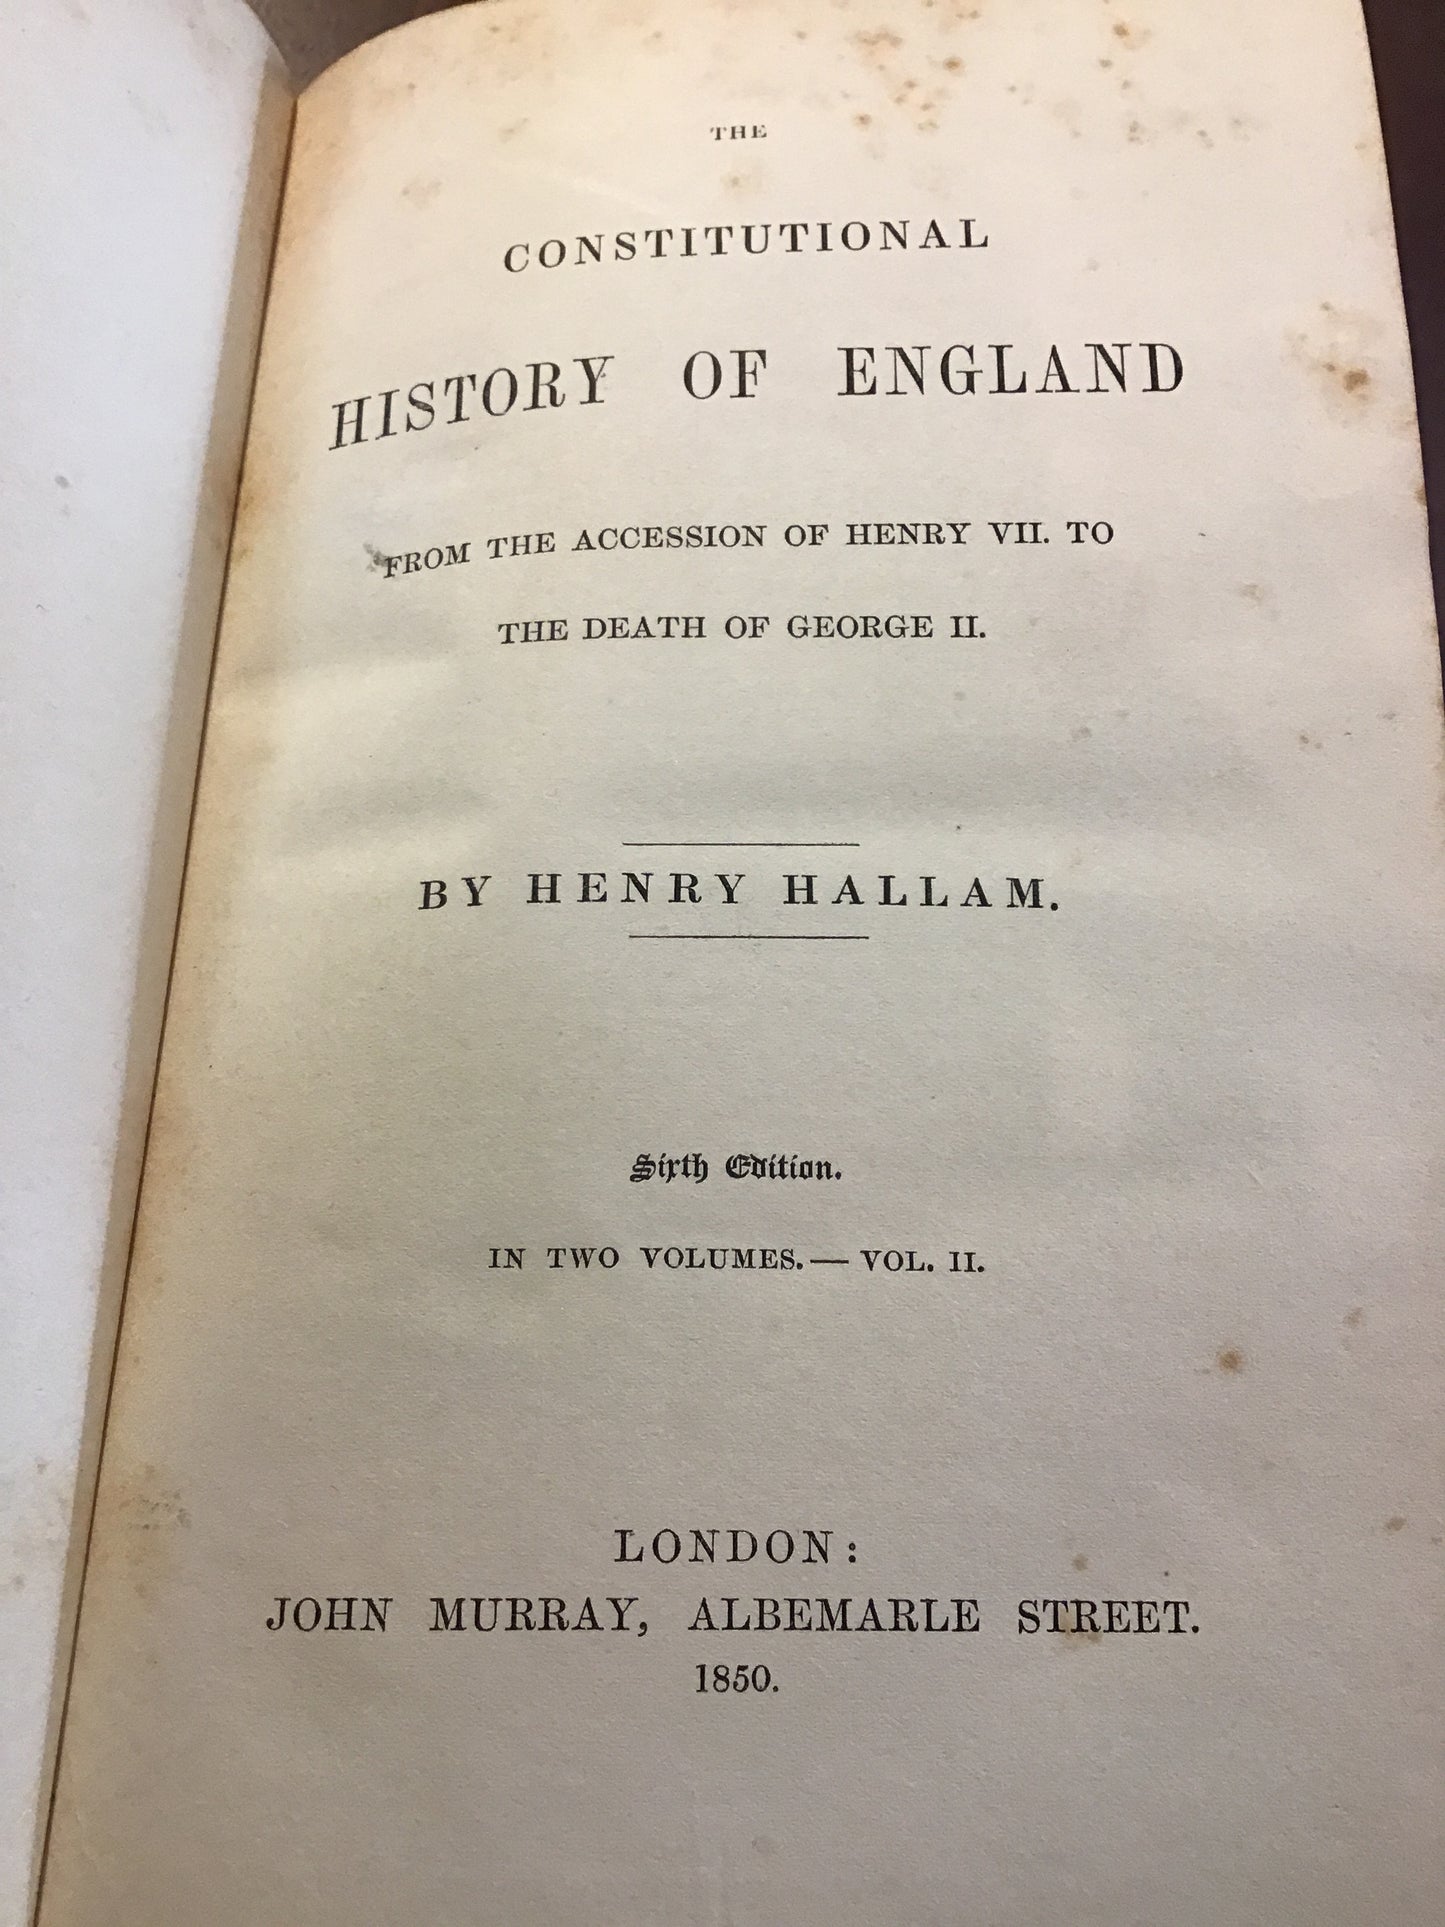 THE
CONSTITUTIONAL
HISTORY OF ENGLAND
FROM THE ACCESSION OF HENRY VII. TO
THE DEATH OF GEORGE II.
BY HENRY HALLAM.
Sixth Edition.
IN TWO VOLUMES.— VOL. II.
LONDON:
JOHN MURRAY, ALBEMARLE STREET.
1850.